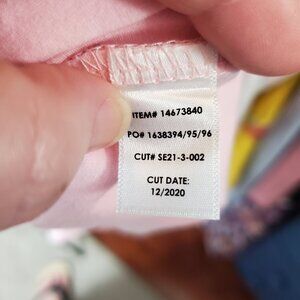 ITEM# 14673840
PO# 1638394/95/96
CUT# SE21-3-002
CUT DATE:
12/2020